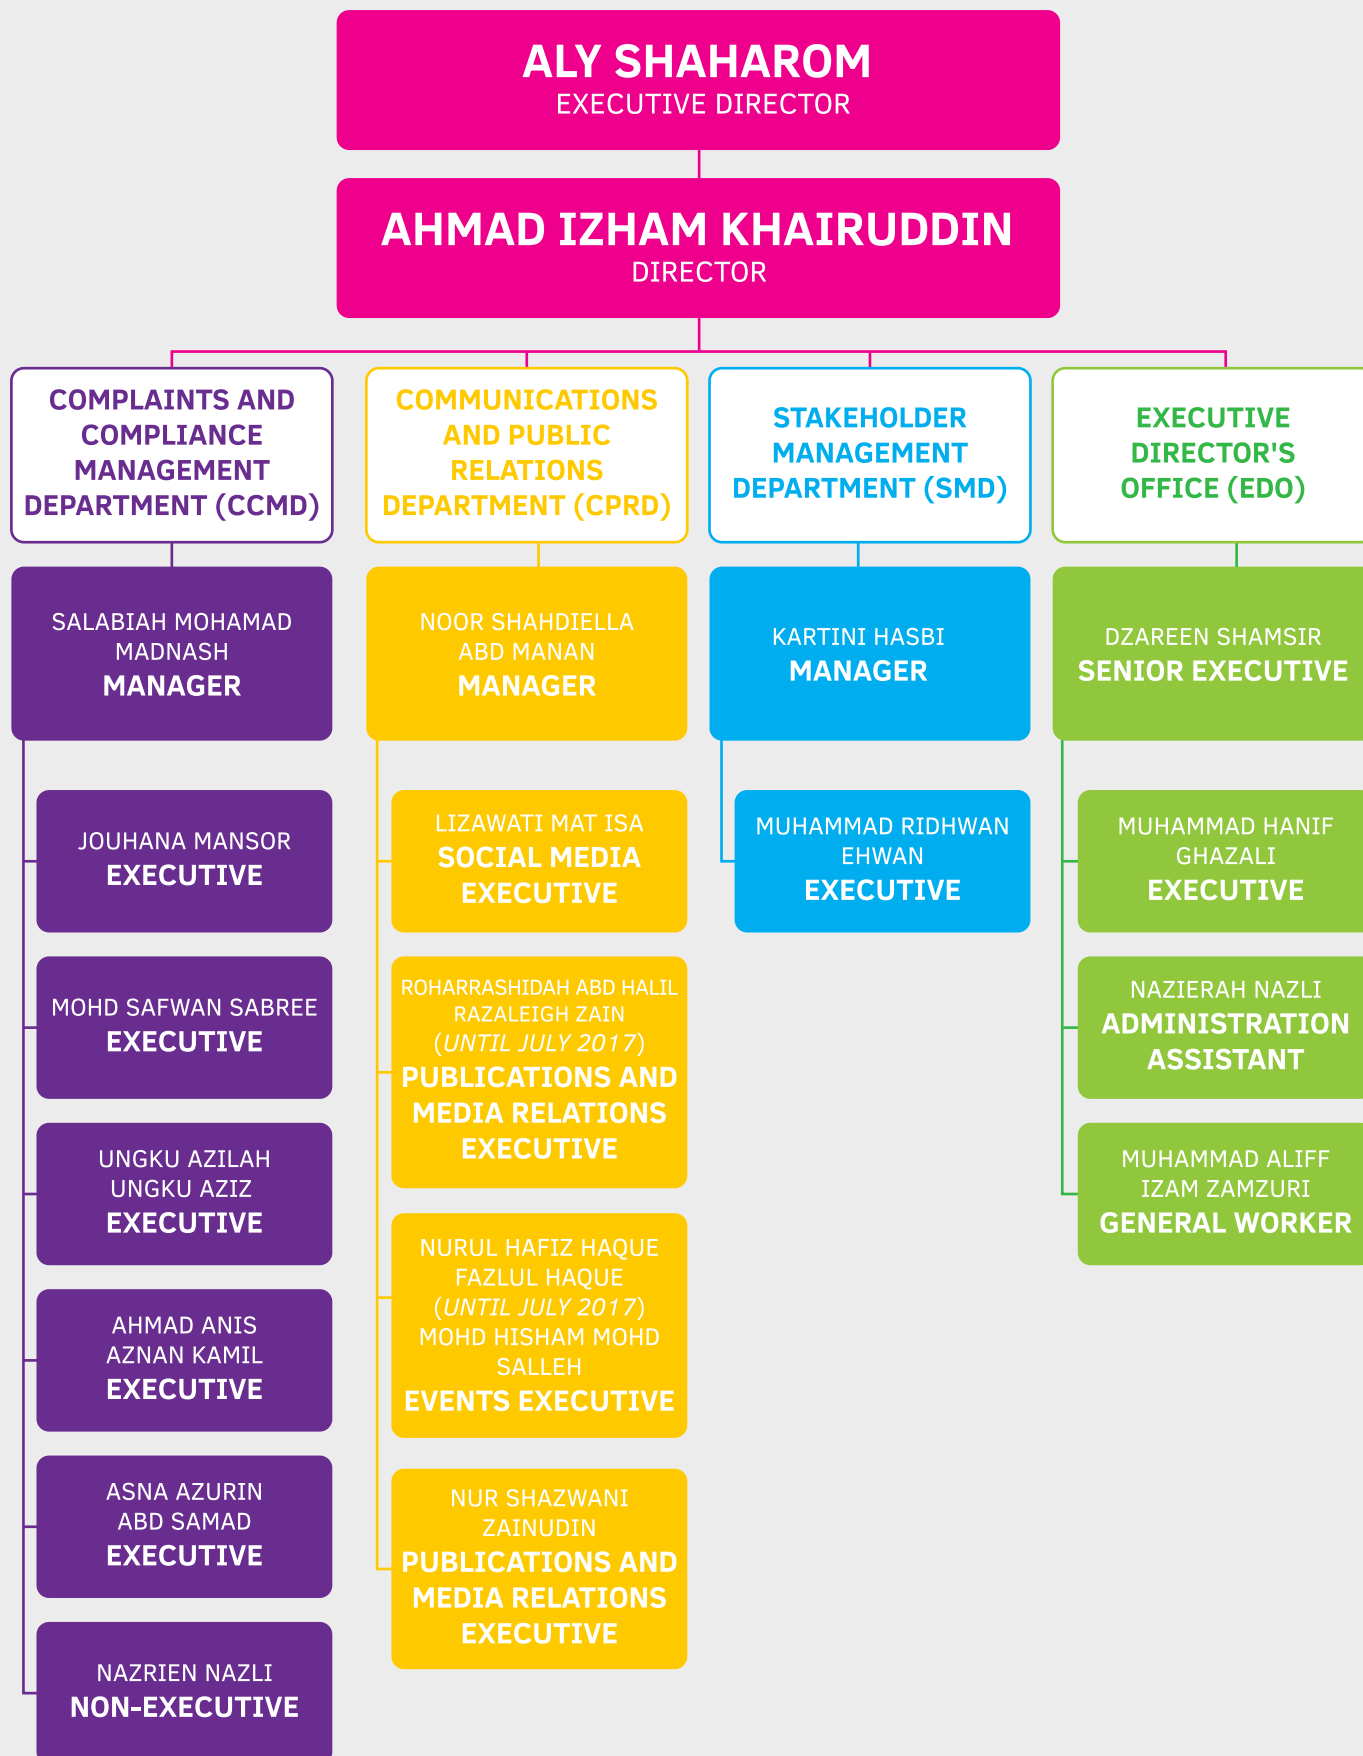 ALY SHAHAROM
EXECUTIVE DIRECTOR
AHMAD IZHAM KHAIRUDDIN
DIRECTOR
COMPLAINTS AND
COMPLIANCE
MANAGEMENT
DEPARTMENT (CCMD)
SALABIAH MOHAMAD
MADNASH
MANAGER
JOUHANA MANSOR
EXECUTIVE
MOHD SAFWAN SABREE
EXECUTIVE
UNGKU AZILAH
UNGKU AZIZ
EXECUTIVE
AHMAD ANIS
AZNAN KAMIL
EXECUTIVE
ASNA AZURIN
ABD SAMAD
EXECUTIVE
NAZRIEN NAZLI
NON-EXECUTIVE
COMMUNICATIONS
AND PUBLIC
RELATIONS
DEPARTMENT (CPRD)
NOOR SHAHDIELLA
ABD MANAN
MANAGER
LIZAWATI MAT ISA
SOCIAL MEDIA
EXECUTIVE
ROHARRASHIDAH ABD HALIL
RAZALEIGH ZAIN
(UNTIL JULY 2017)
PUBLICATIONS AND
MEDIA RELATIONS
EXECUTIVE
NURUL HAFIZ HAQUE
FAZLUL HAQUE
(UNTIL JULY 2017)
MOHD HISHAM MOHD
SALLEH
EVENTS EXECUTIVE
NUR SHAZWANI
ZAINUDIN
PUBLICATIONS AND
MEDIA RELATIONS
EXECUTIVE
STAKEHOLDER
MANAGEMENT
DEPARTMENT (SMD)
KARTINI HASBI
MANAGER
MUHAMMAD RIDHWAN
EHWAN
EXECUTIVE
EXECUTIVE
DIRECTOR'S
OFFICE (EDO)
DZAREEN SHAMSIR
SENIOR EXECUTIVE
MUHAMMAD HANIF
GHAZALI
EXECUTIVE
NAZIERAH NAZLI
ADMINISTRATION
ASSISTANT
MUHAMMAD ALIFF
IZAM ZAMZURI
GENERAL WORKER